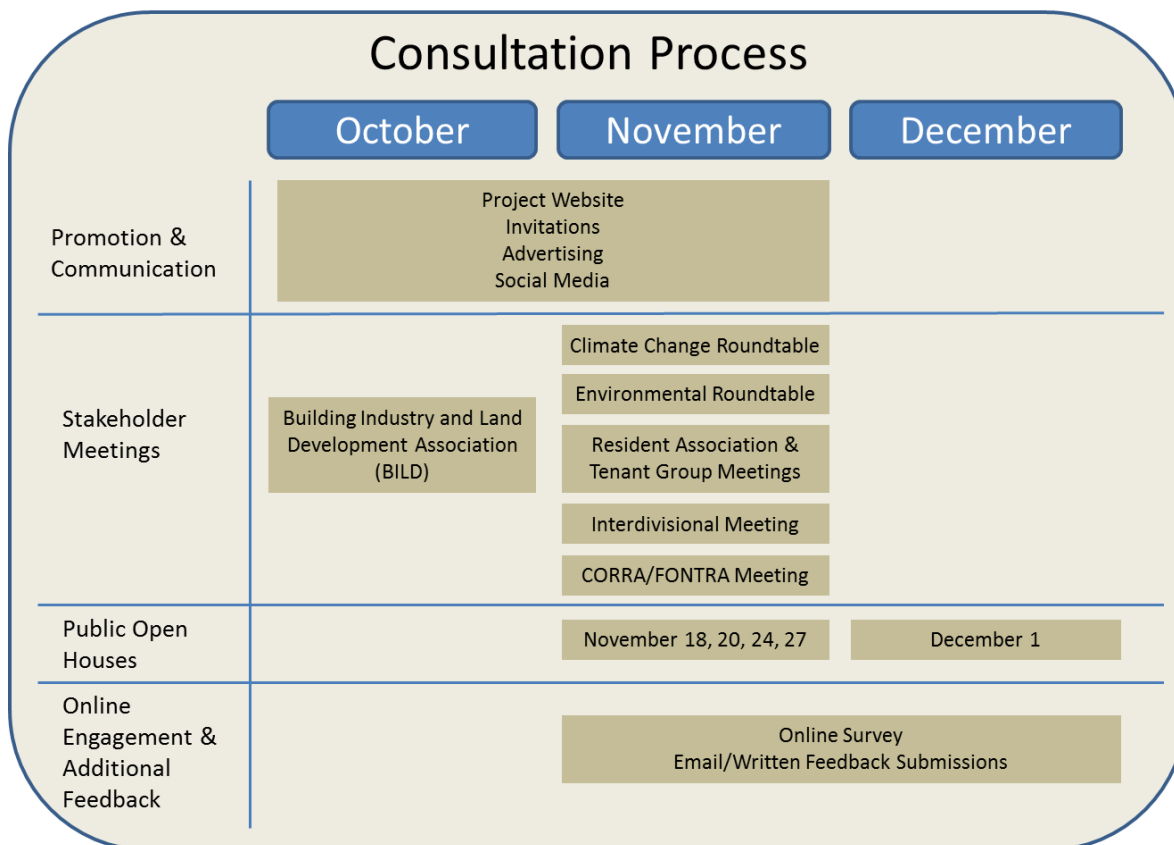 Consultation Process
October
November
December
Promotion &
Communication
Project Website
Invitations
Advertising
Social Media
Stakeholder
Meetings
Building Industry and Land
Development Association
(BILD)
Climate Change Roundtable
Environmental Roundtable
Resident Association &
Tenant Group Meetings
Interdivisional Meeting
CORRA/FONTRA Meeting
Public Open
Houses
November 18, 20, 24, 27
December 1
Online
Engagement &
Additional
Feedback
Online Survey
Email/Written Feedback Submissions